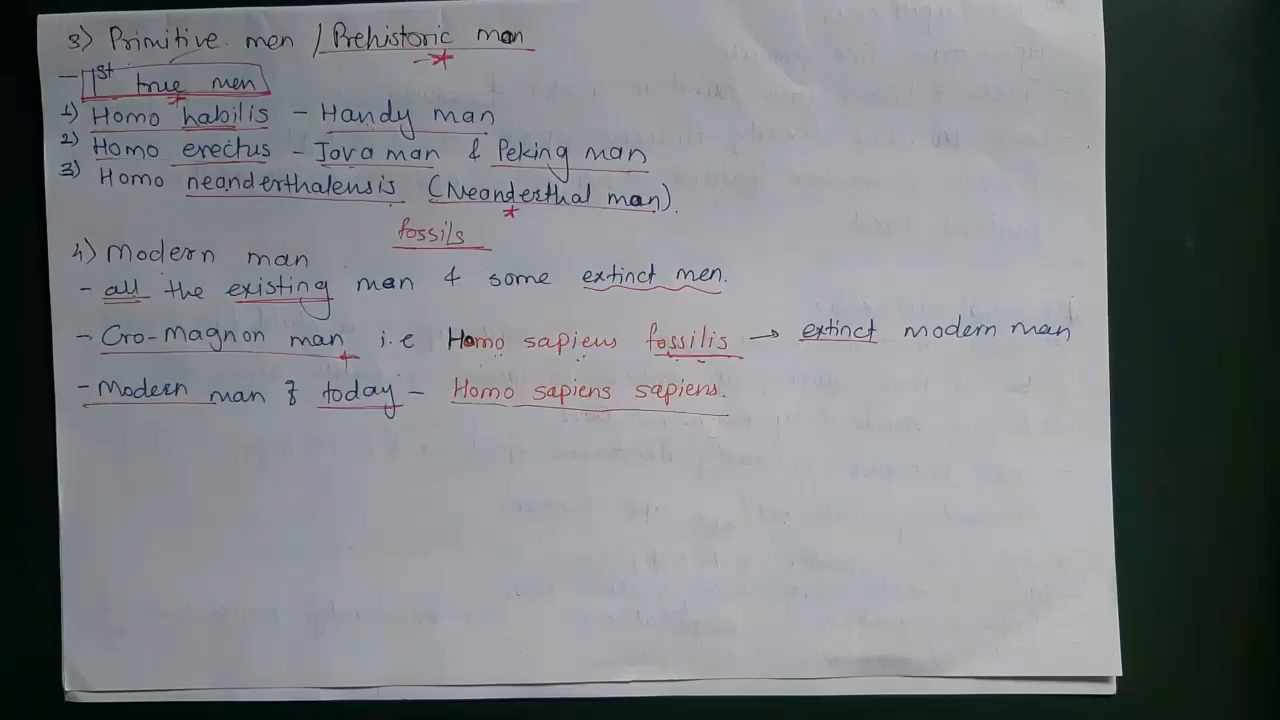 3) Primitive men / Prehistoric man
- 1st true men
1) Homo habilis - Handy man
2) Homo erectus - Java man & Peking man
3) Homo neanderthalensis (Neanderthal man).
fossils
4) Modern man
- all the existing man & some extinct men.
- Cro-Magnon man i.e Homo sapiens fossilis → extinct modern man
- Modern man of today - Homo sapiens sapiens.